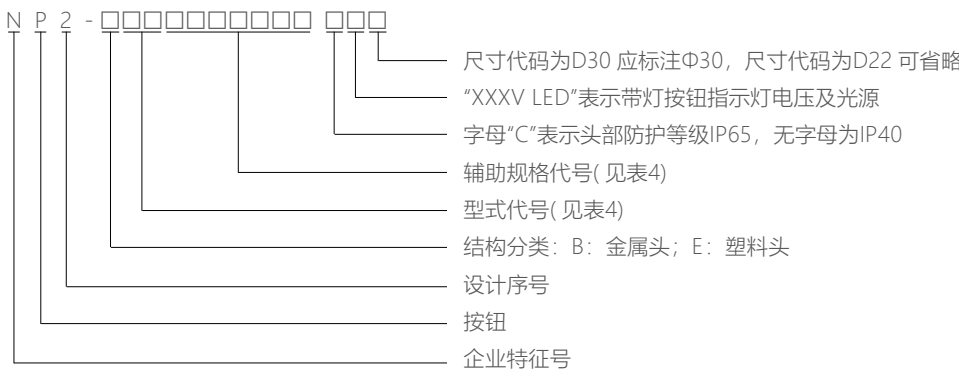 NP2-□□□□□□□□□□ □□□
尺寸代码为D30 应标注Φ30，尺寸代码为D22 可省略
“XXXV LED”表示带灯按钮指示灯电压及光源
字母“C”表示头部防护等级IP65，无字母为IP40
辅助规格代号( 见表4)
型式代号( 见表4)
结构分类：B：金属头；E：塑料头
设计序号
按钮
企业特征号